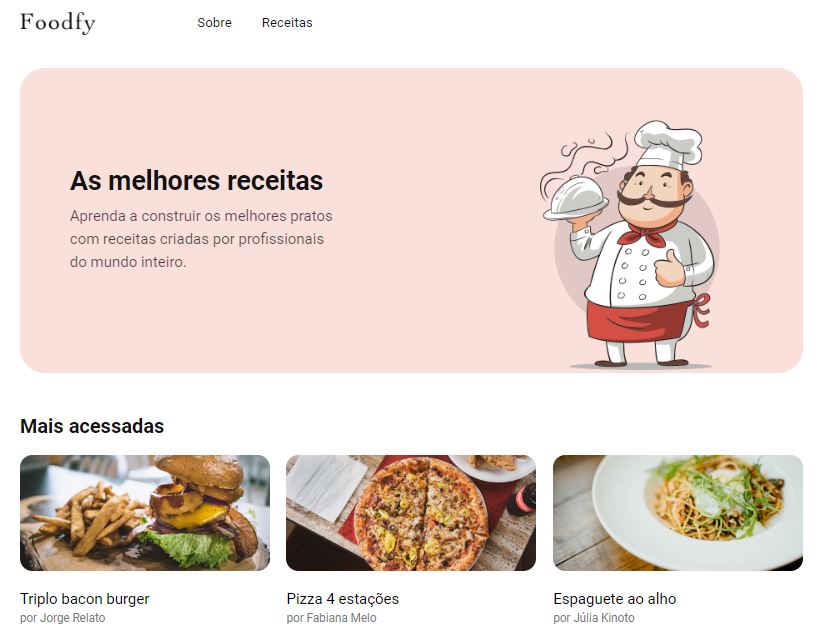 Foodfy
Sobre
Receitas
As melhores receitas
Aprenda a construir os melhores pratos
com receitas criadas por profissionais
do mundo inteiro.
Mais acessadas
Triplo bacon burger
por Jorge Relato
Pizza 4 estações
por Fabiana Melo
Espaguete ao alho
por Júlia Kinoto